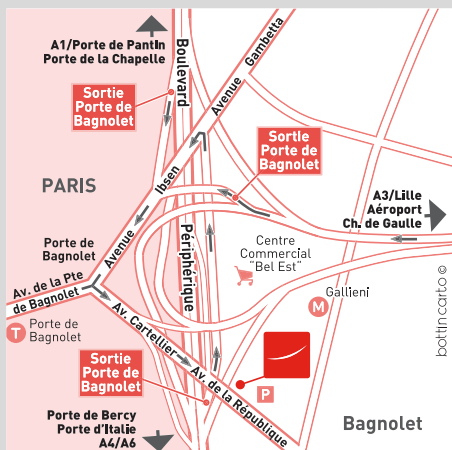 A1/Porte de Pantin
Porte de la Chapelle
Boulevard
Avenue Gambetta
Sortie
Porte de
Bagnolet
Sortie
Porte de
Bagnolet
PARIS
Ibsen
Avenue
A3/Lille
Aéroport
Ch. de Gaulle
Porte de
Bagnolet
Périphérique
Centre
Commercial
"Bel Est"
Av. de la Pte
de Bagnolet
M
Gallieni
T
Porte de
Bagnolet
Av. Cartellier
Sortie
Porte de
Bagnolet
Av. de la République
P
Porte de Bercy
Porte d'Italie
A4/A6
Bagnolet
bottin carto ©